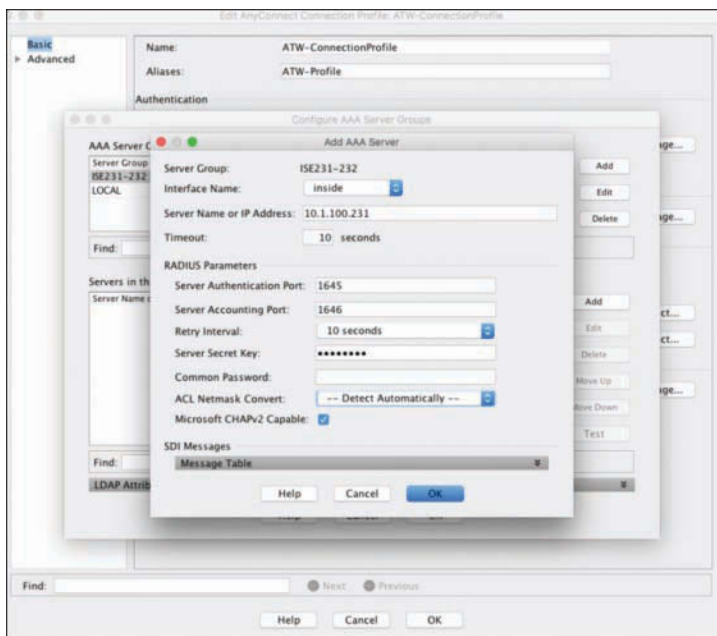 Edit AnyConnect Connection Profile: ATW-ConnectionProfile
Basic
Advanced
Name: ATW-ConnectionProfile
Aliases: ATW-Profile
Authentication
Configure AAA Server Groups
AAA Server
Server Group
ISE231-232
LOCAL
Find:
Add
Edit
Delete
Servers in th
Server Name
Add
Edit
Delete
Move Up
Move Down
Test
Find:
LDAP Attrib
Add AAA Server
Server Group: ISE231-232
Interface Name: inside
Server Name or IP Address: 10.1.100.231
Timeout: 10 seconds
RADIUS Parameters
Server Authentication Port: 1645
Server Accounting Port: 1646
Retry Interval: 10 seconds
Server Secret Key: ••••••••
Common Password:
ACL Netmask Convert: -- Detect Automatically --
Microsoft CHAPv2 Capable:
SDI Messages
Message Table
Help Cancel OK
Find: Next Previous
Help Cancel OK